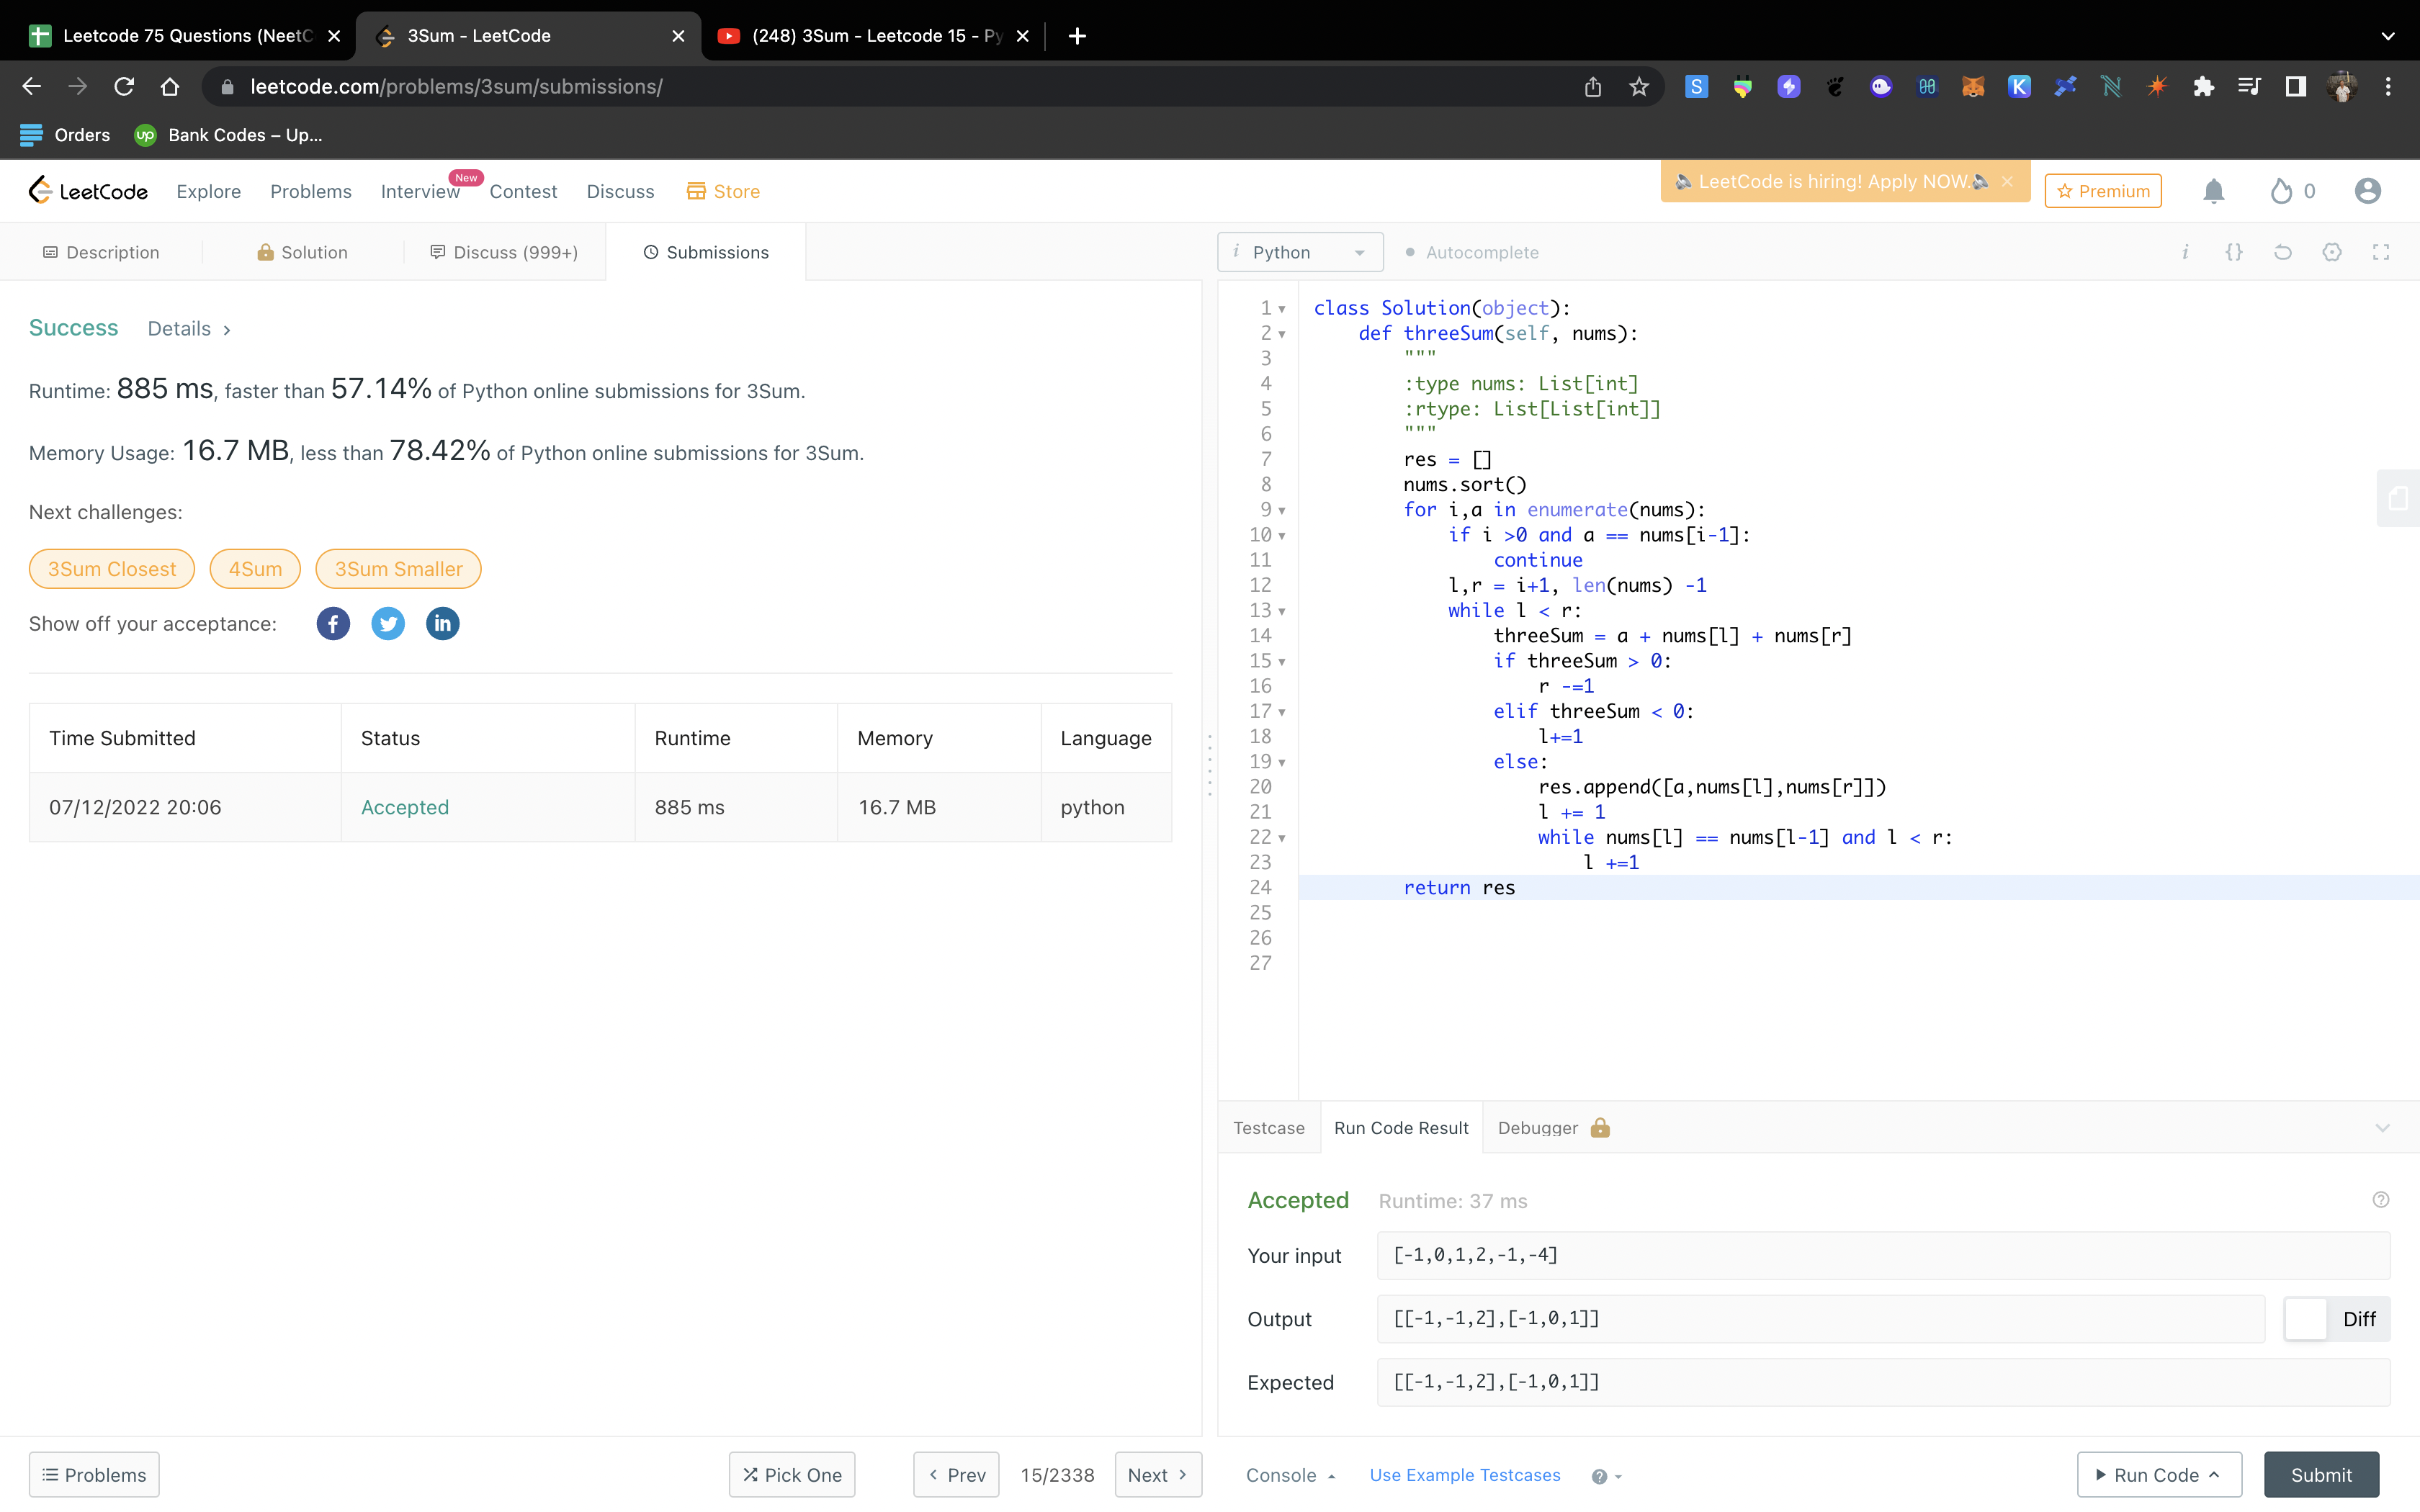 Leetcode 75 Questions (NeetC
3Sum - LeetCode
(248) 3Sum - Leetcode 15 - Py
leetcode.com/problems/3sum/submissions/
Orders
up Bank Codes – Up...
LeetCode
Explore
Problems
Interview
New
Contest
Discuss
Store
LeetCode is hiring! Apply NOW.
Premium
0
Description
Solution
Discuss (999+)
Submissions
Success
Details
Runtime: 885 ms, faster than 57.14% of Python online submissions for 3Sum.
Memory Usage: 16.7 MB, less than 78.42% of Python online submissions for 3Sum.
Next challenges:
3Sum Closest
4Sum
3Sum Smaller
Show off your acceptance:
Time Submitted Status Runtime Memory Language
07/12/2022 20:06 Accepted 885 ms 16.7 MB python
i Python
Autocomplete
i {}
1 class Solution(object):
2 def threeSum(self, nums):
3 """
4 :type nums: List[int]
5 :rtype: List[List[int]]
6 """
7 res = []
8 nums.sort()
9 for i,a in enumerate(nums):
10 if i >0 and a == nums[i-1]:
11 continue
12 l,r = i+1, len(nums) -1
13 while l < r:
14 threeSum = a + nums[l] + nums[r]
15 if threeSum > 0:
16 r -=1
17 elif threeSum < 0:
18 l+=1
19 else:
20 res.append([a,nums[l],nums[r]])
21 l += 1
22 while nums[l] == nums[l-1] and l < r:
23 l +=1
24 return res
25
26
27
Testcase
Run Code Result
Debugger
Accepted
Runtime: 37 ms
Your input
[-1,0,1,2,-1,-4]
Output
[[-1,-1,2],[-1,0,1]]
Diff
Expected
[[-1,-1,2],[-1,0,1]]
Problems
Pick One
Prev
15/2338
Next
Console
Use Example Testcases
Run Code
Submit